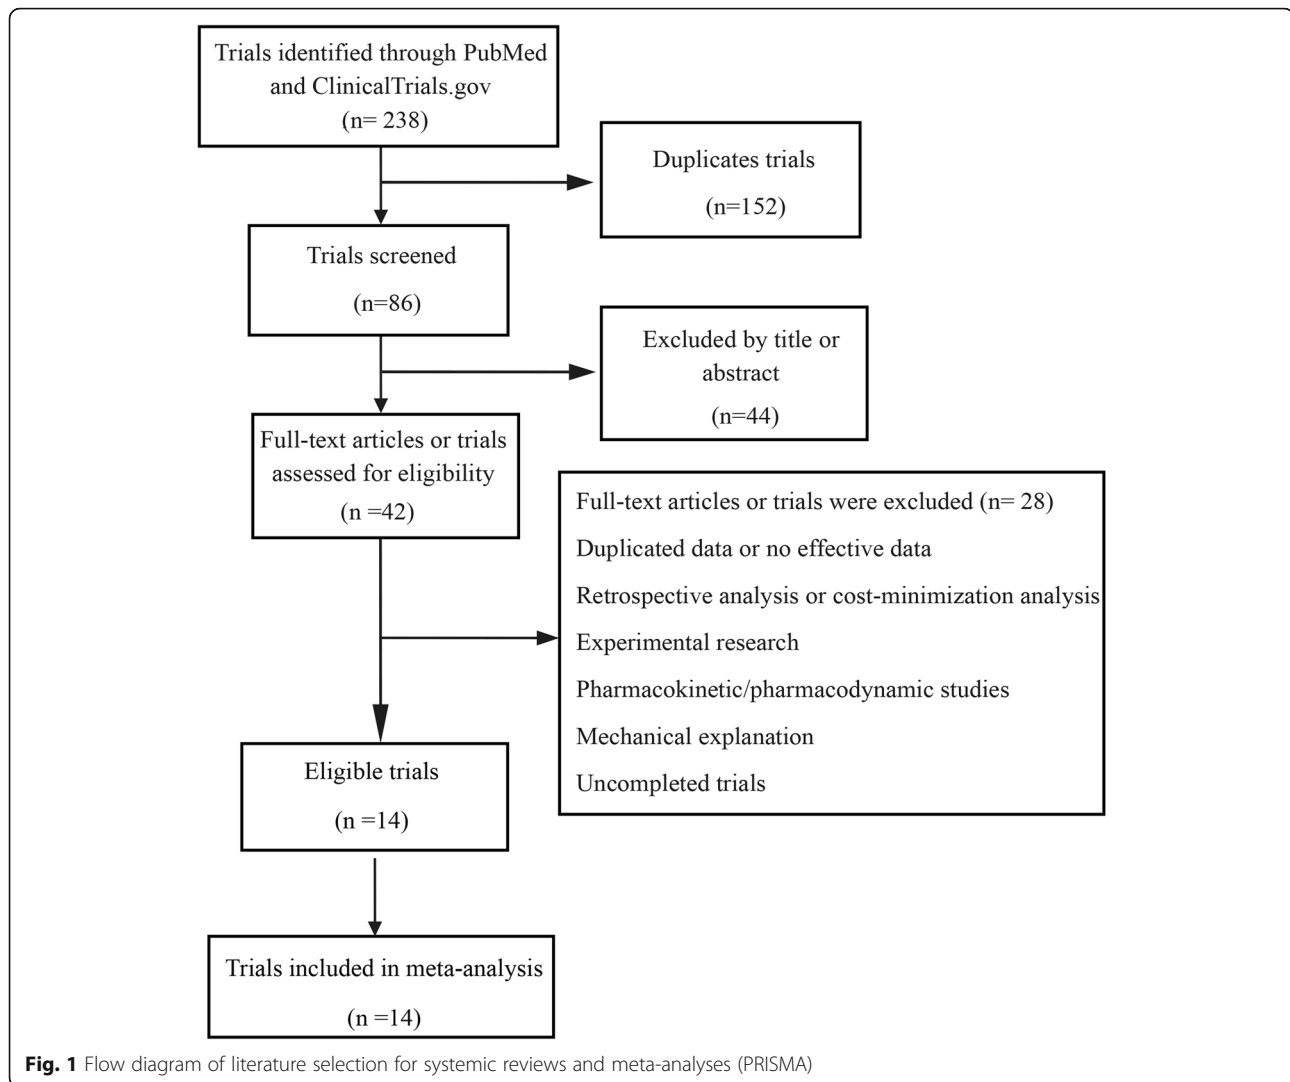 Trials identified through PubMed
and ClinicalTrials.gov
(n= 238)
Duplicates trials
(n=152)
Trials screened
(n=86)
Excluded by title or
abstract
(n=44)
Full-text articles or trials
assessed for eligibility
(n =42)
Full-text articles or trials were excluded (n= 28)
Duplicated data or no effective data
Retrospective analysis or cost-minimization analysis
Experimental research
Pharmacokinetic/pharmacodynamic studies
Mechanical explanation
Uncompleted trials
Eligible trials
(n =14)
Trials included in meta-analysis
(n =14)
Fig. 1 Flow diagram of literature selection for systemic reviews and meta-analyses (PRISMA)